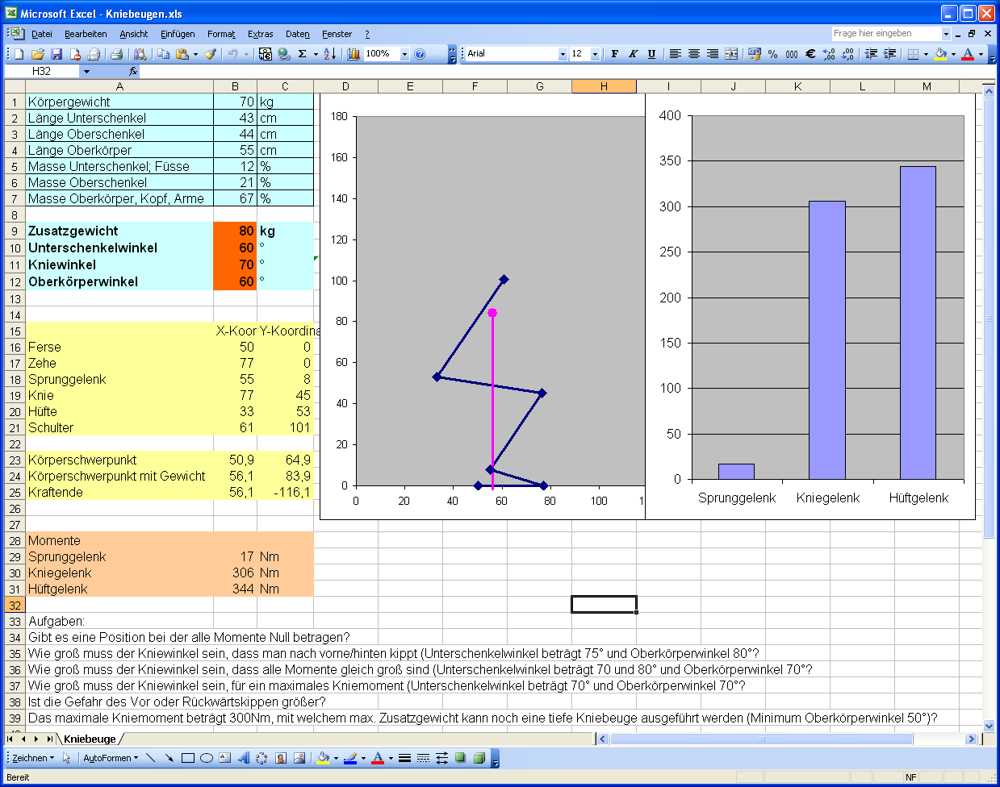 Microsoft Excel - Kniebeugen.xls
Datei Bearbeiten Ansicht Einfügen Format Extras Daten Fenster ? Frage hier eingeben
100% Arial 12 F K U % 000 €
H32 fx
A B C D E F G H I J K L M
1 Körpergewicht 70 kg
2 Länge Unterschenkel 43 cm
3 Länge Oberschenkel 44 cm
4 Länge Oberkörper 55 cm
5 Masse Unterschenkel; Füsse 12 %
6 Masse Oberschenkel 21 %
7 Masse Oberkörper, Kopf, Arme 67 %
8
9 Zusatzgewicht 80 kg
10 Unterschenkelwinkel 60 °
11 Kniewinkel 70 °
12 Oberkörperwinkel 60 °
13
14
15 X-Koor Y-Koordina
16 Ferse 50 0
17 Zehe 77 0
18 Sprunggelenk 55 8
19 Knie 77 45
20 Hüfte 33 53
21 Schulter 61 101
22
23 Körperschwerpunkt 50,9 64,9
24 Körperschwerpunkt mit Gewicht 56,1 83,9
25 Kraftende 56,1 -116,1
26
27
28 Momente
29 Sprunggelenk 17 Nm
30 Kniegelenk 306 Nm
31 Hüftgelenk 344 Nm
32
33 Aufgaben:
34 Gibt es eine Position bei der alle Momente Null betragen?
35 Wie groß muss der Kniewinkel sein, dass man nach vorne/hinten kippt (Unterschenkelwinkel beträgt 75° und Oberkörperwinkel 80°?
36 Wie groß muss der Kniewinkel sein, dass alle Momente gleich groß sind (Unterschenkelwinkel beträgt 70 und 80° und Oberkörperwinkel 70°?
37 Wie groß muss der Kniewinkel sein, für ein maximales Kniemoment (Unterschenkelwinkel beträgt 70° und Oberkörperwinkel 70°?
38 Ist die Gefahr des Vor oder Rückwärtskippen größer?
39 Das maximale Kniemoment beträgt 300Nm, mit welchem max. Zusatzgewicht kann noch eine tiefe Kniebeuge ausgeführt werden (Minimum Oberkörperwinkel 50°)?
180
160
140
120
100
80
60
40
20
0
0 20 40 60 80 100 1
400
350
300
250
200
150
100
50
0
Sprunggelenk Kniegelenk Hüftgelenk
Kniebeuge
Zeichnen AutoFormen
Bereit NF